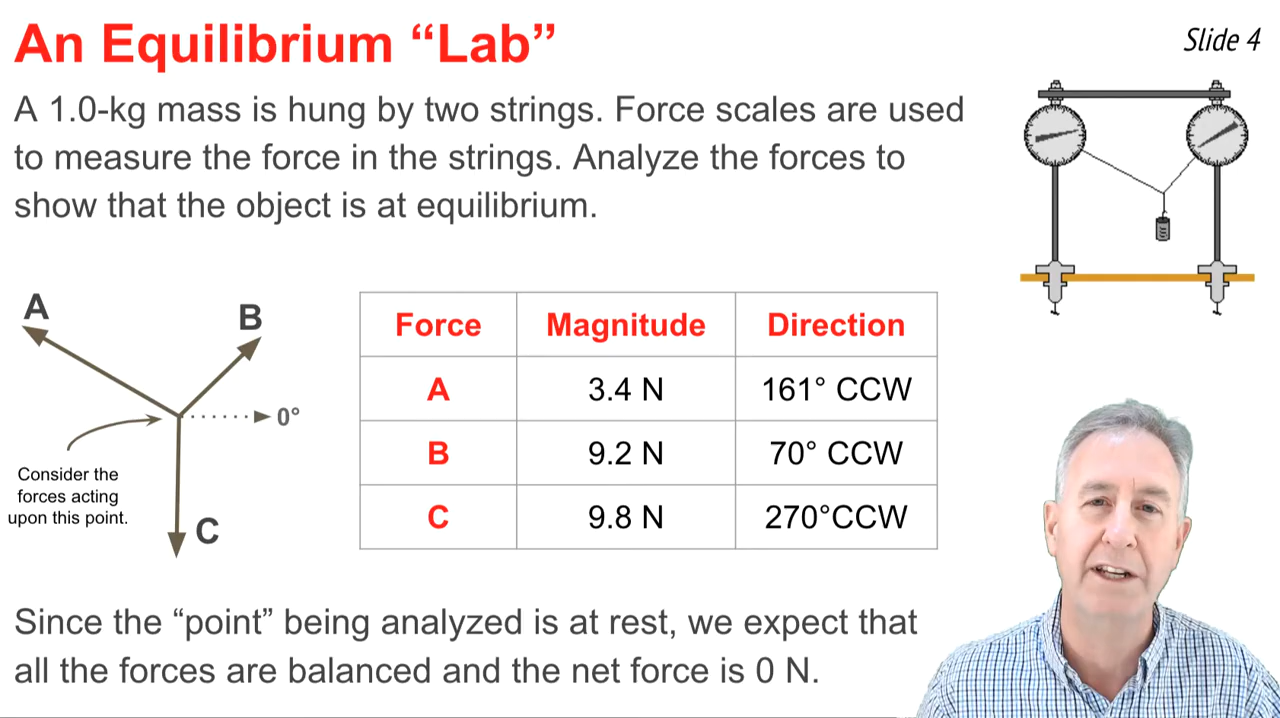 An Equilibrium “Lab”
Slide 4
A 1.0-kg mass is hung by two strings. Force scales are used
to measure the force in the strings. Analyze the forces to
show that the object is at equilibrium.
A
B
0°
Consider the
forces acting
upon this point.
C
Force Magnitude Direction
A 3.4 N 161° CCW
B 9.2 N 70° CCW
C 9.8 N 270°CCW
Since the “point” being analyzed is at rest, we expect that
all the forces are balanced and the net force is 0 N.